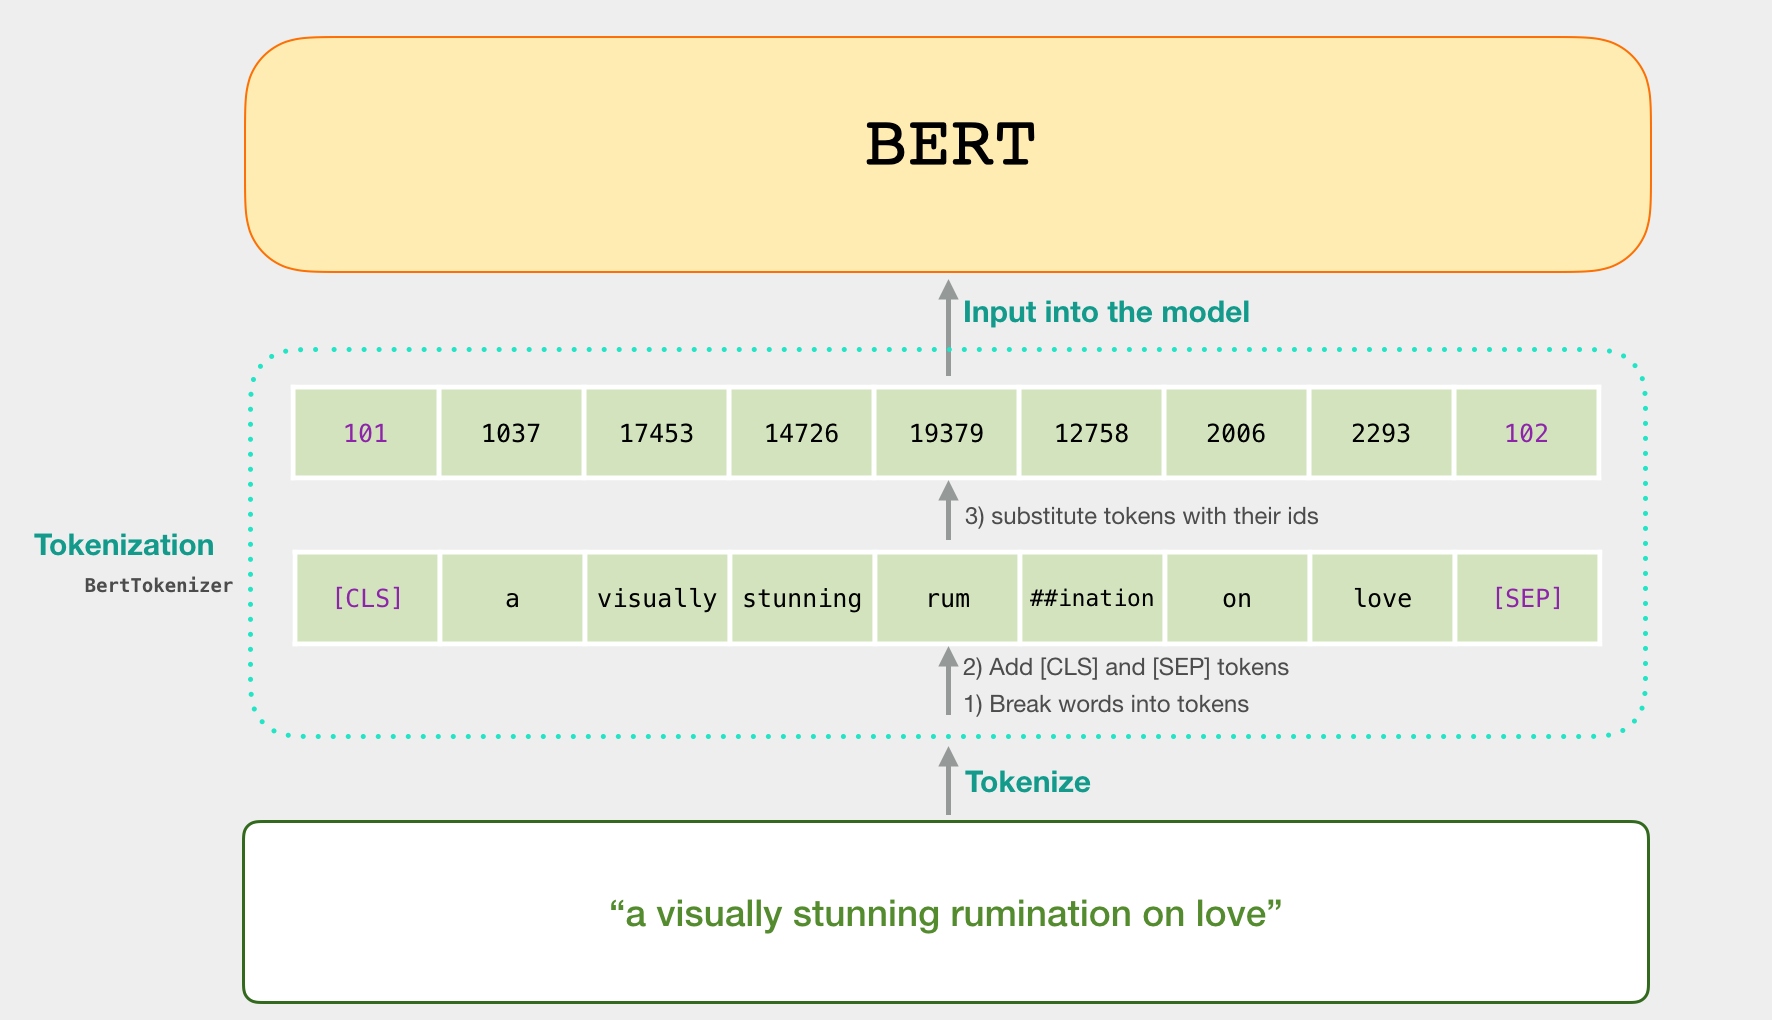 BERT
Input into the model
101 1037 17453 14726 19379 12758 2006 2293 102
3) substitute tokens with their ids
Tokenization
BertTokenizer
[CLS] a visually stunning rum ##ination on love [SEP]
2) Add [CLS] and [SEP] tokens
1) Break words into tokens
Tokenize
“a visually stunning rumination on love”